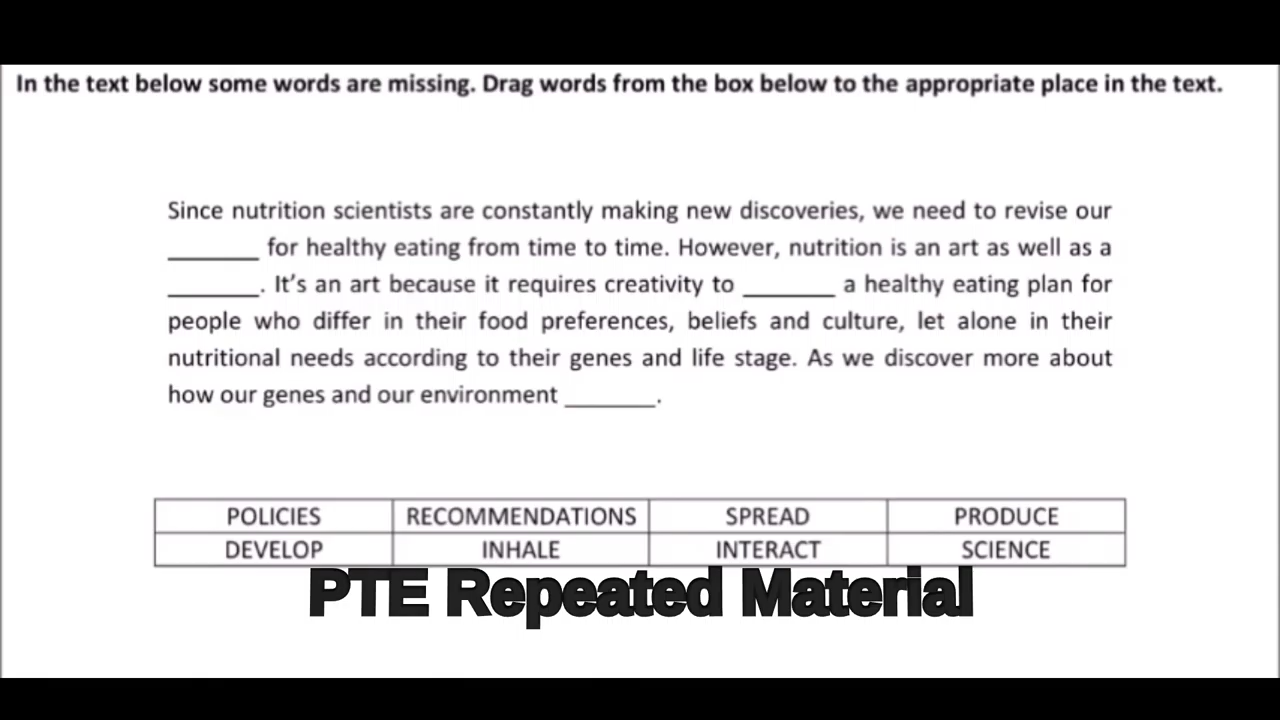 In the text below some words are missing. Drag words from the box below to the appropriate place in the text.
Since nutrition scientists are constantly making new discoveries, we need to revise our
_______ for healthy eating from time to time. However, nutrition is an art as well as a
_______. It’s an art because it requires creativity to _______ a healthy eating plan for
people who differ in their food preferences, beliefs and culture, let alone in their
nutritional needs according to their genes and life stage. As we discover more about
how our genes and our environment _______.
POLICIES RECOMMENDATIONS SPREAD PRODUCE
DEVELOP INHALE INTERACT SCIENCE
PTE Repeated Material